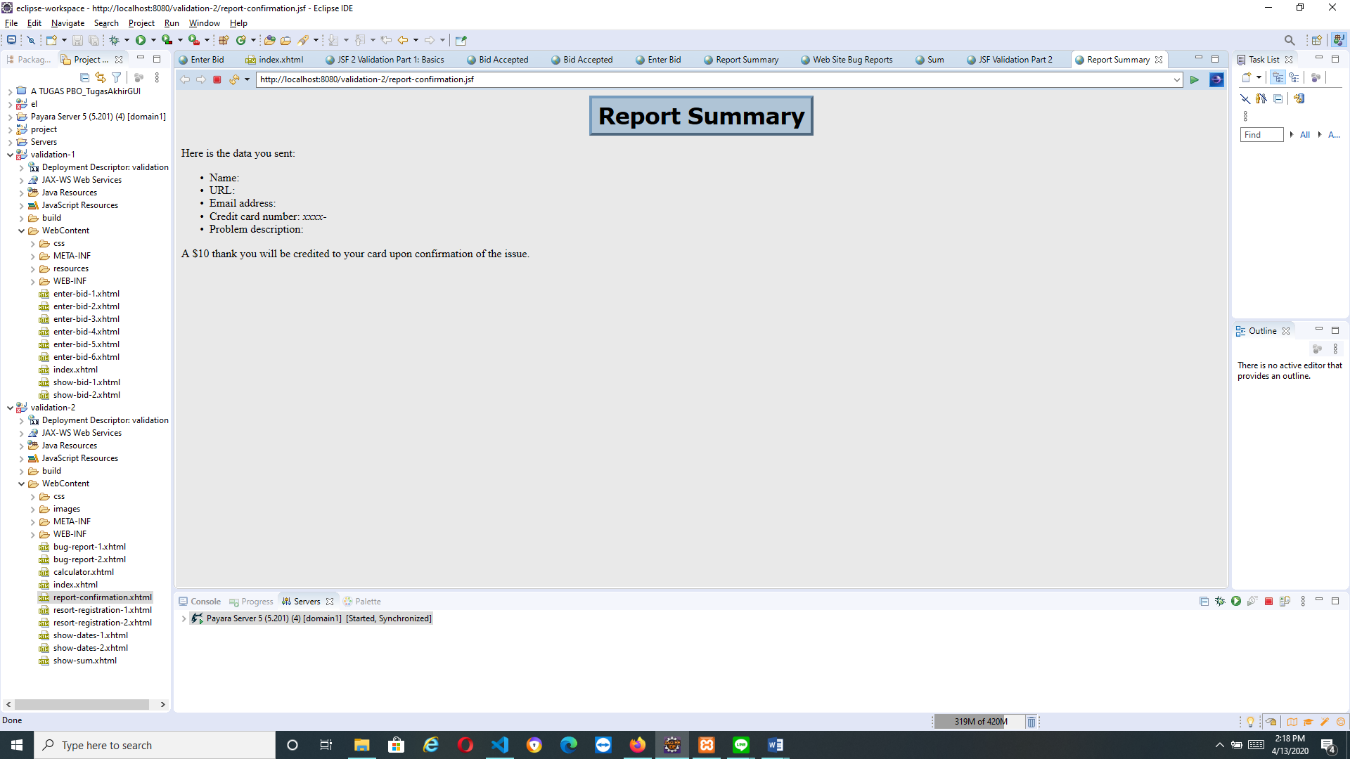 eclipse-workspace - http://localhost:8080/validation-2/report-confirmation.jsf - Eclipse IDE
File Edit Navigate Search Project Run Window Help
Packag... Project ...
Enter Bid index.xhtml JSF 2 Validation Part 1: Basics Bid Accepted Bid Accepted Enter Bid Report Summary Web Site Bug Reports Sum JSF Validation Part 2 Report Summary
Task List
http://localhost:8080/validation-2/report-confirmation.jsf
Find All A...
A TUGAS PBO_TugasAkhirGUI
el
Payara Server 5 (5.201) (4) [domain1]
project
Servers
validation-1
Deployment Descriptor: validation
JAX-WS Web Services
Java Resources
JavaScript Resources
build
WebContent
css
META-INF
resources
WEB-INF
enter-bid-1.xhtml
enter-bid-2.xhtml
enter-bid-3.xhtml
enter-bid-4.xhtml
enter-bid-5.xhtml
enter-bid-6.xhtml
index.xhtml
show-bid-1.xhtml
show-bid-2.xhtml
validation-2
Deployment Descriptor: validation
JAX-WS Web Services
Java Resources
JavaScript Resources
build
WebContent
css
images
META-INF
WEB-INF
bug-report-1.xhtml
bug-report-2.xhtml
calculator.xhtml
index.xhtml
report-confirmation.xhtml
resort-registration-1.xhtml
resort-registration-2.xhtml
show-dates-1.xhtml
show-dates-2.xhtml
show-sum.xhtml
Report Summary
Here is the data you sent:
• Name:
• URL:
• Email address:
• Credit card number: xxxx-
• Problem description:
A $10 thank you will be credited to your card upon confirmation of the issue.
Outline
There is no active editor that
provides an outline.
Console Progress Servers Palette
Payara Server 5 (5.201) (4) [domain1] [Started, Synchronized]
Done
319M of 420M
Type here to search
2:18 PM
4/13/2020
4